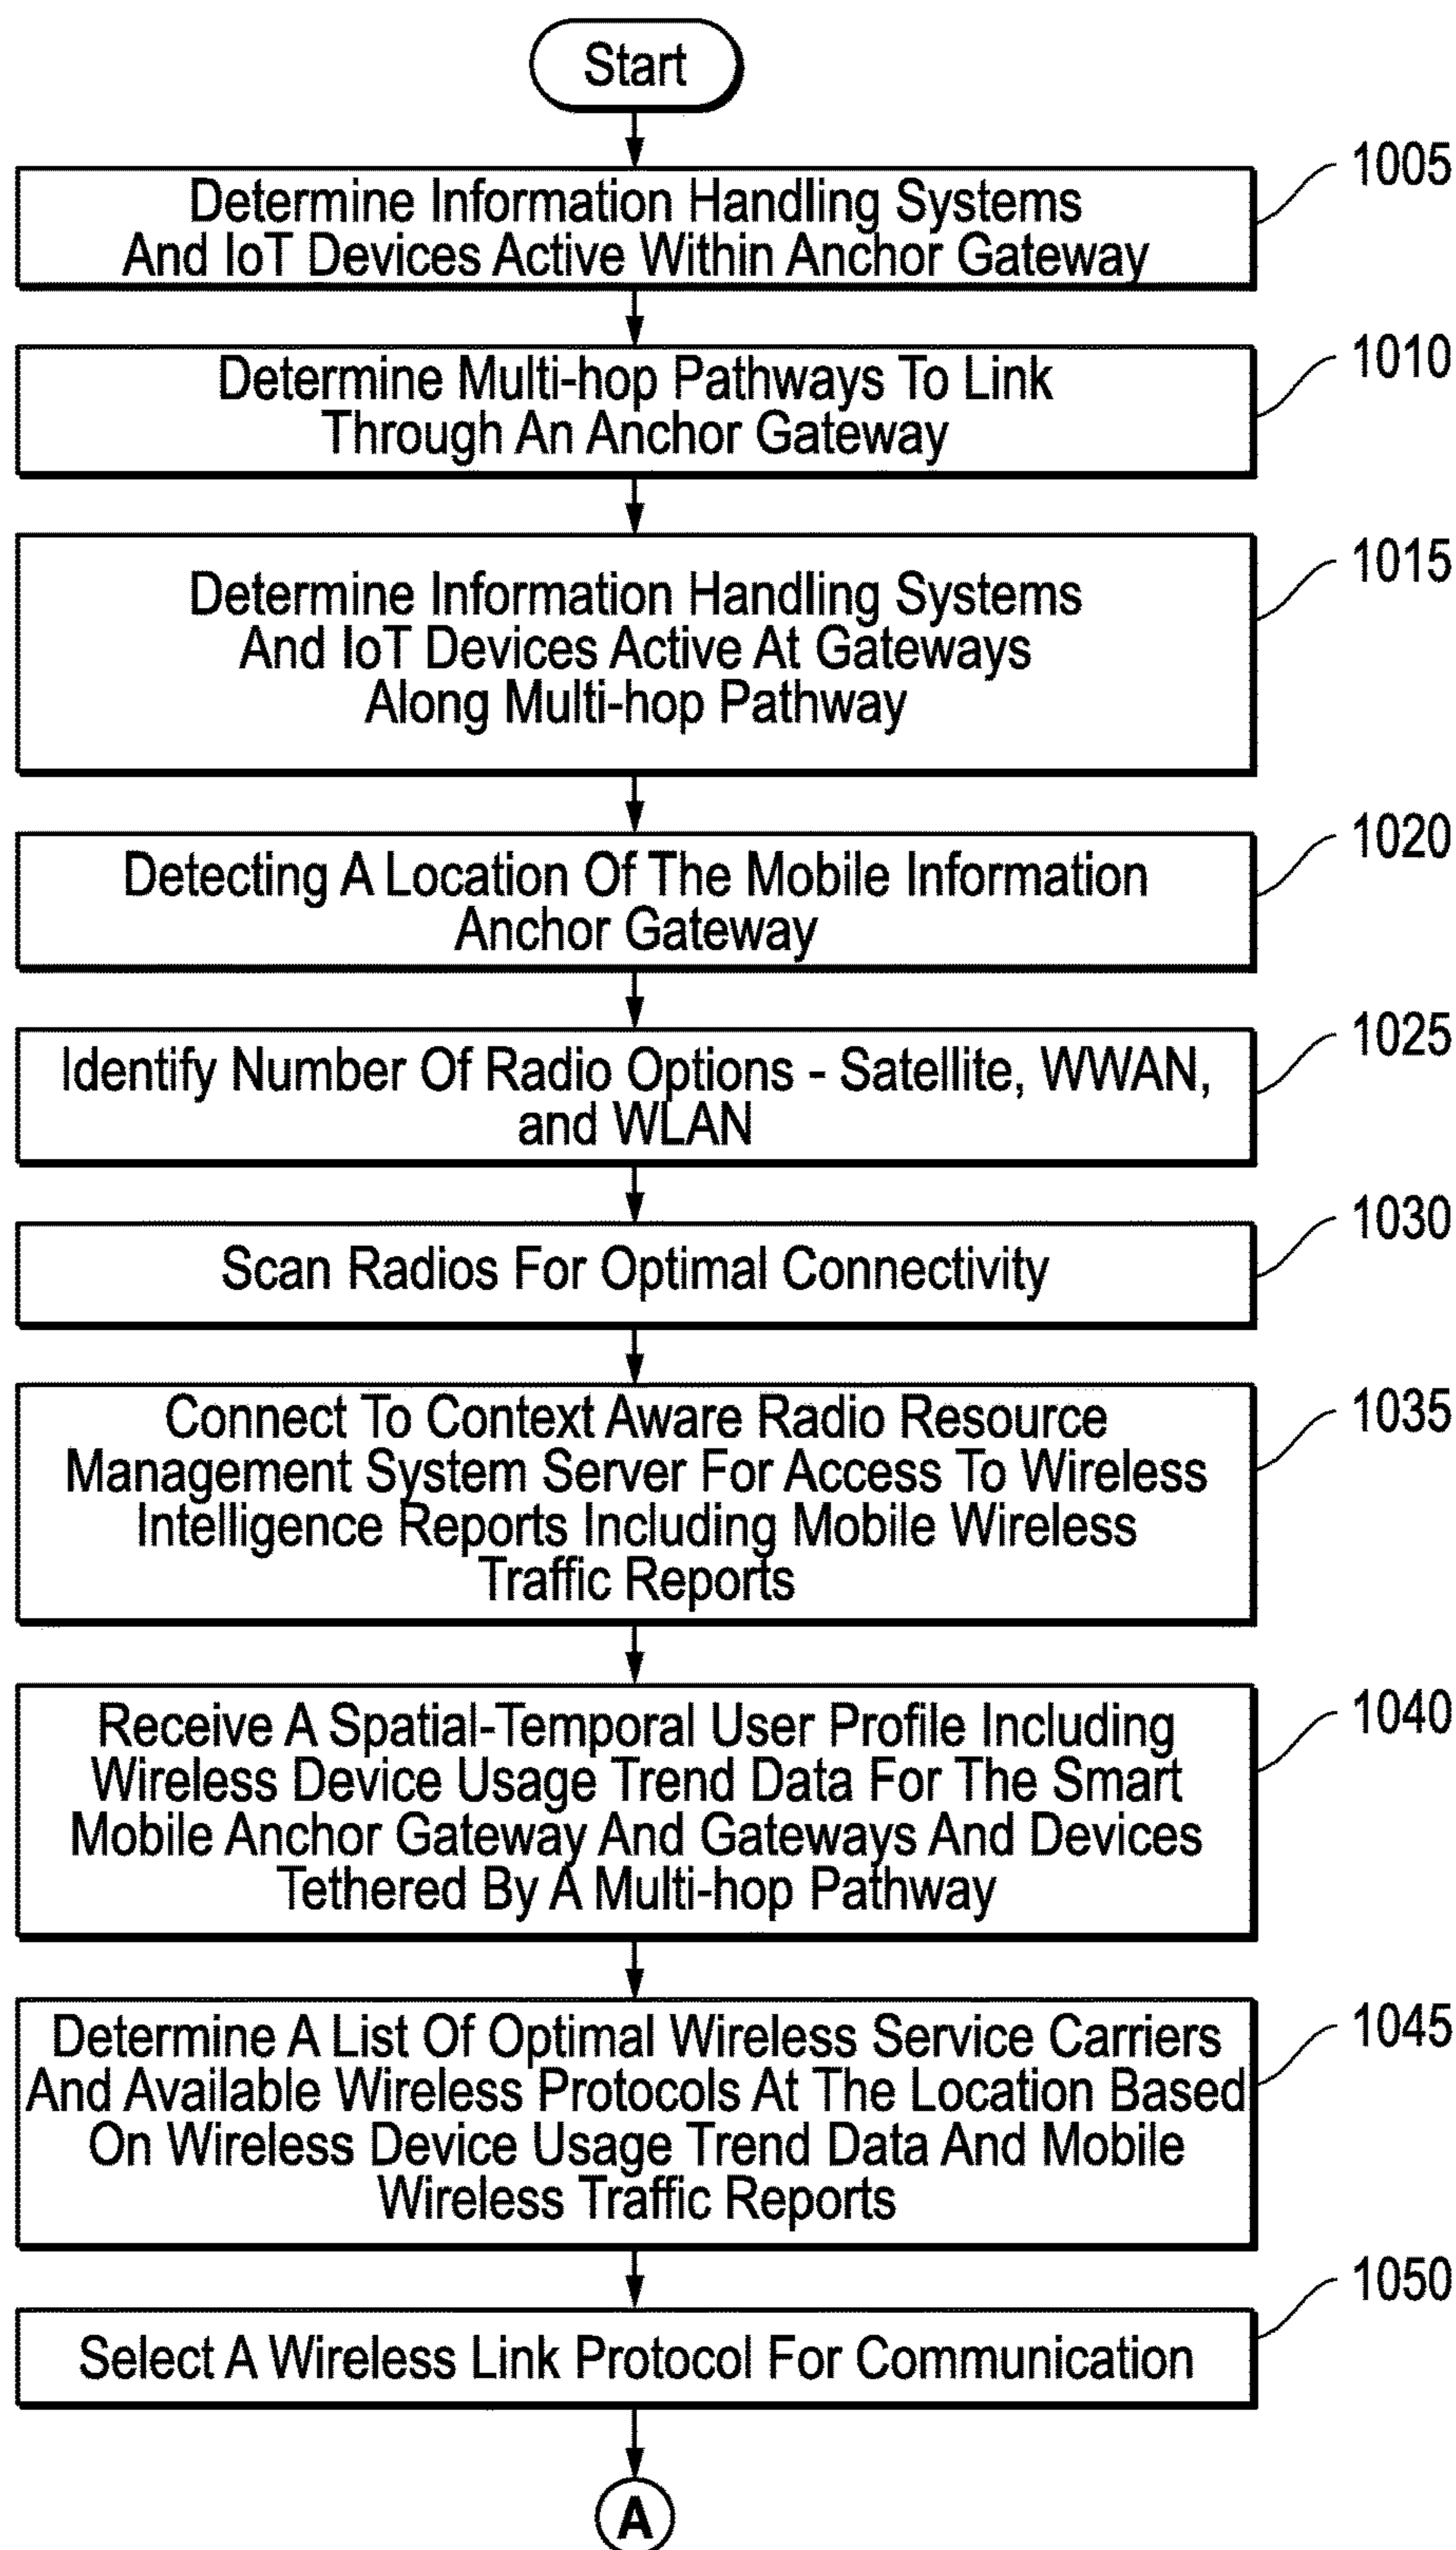 Start
1005
Determine Information Handling Systems
And IoT Devices Active Within Anchor Gateway
1010
Determine Multi-hop Pathways To Link
Through An Anchor Gateway
1015
Determine Information Handling Systems
And IoT Devices Active At Gateways
Along Multi-hop Pathway
1020
Detecting A Location Of The Mobile Information
Anchor Gateway
1025
Identify Number Of Radio Options - Satellite, WWAN,
and WLAN
1030
Scan Radios For Optimal Connectivity
1035
Connect To Context Aware Radio Resource
Management System Server For Access To Wireless
Intelligence Reports Including Mobile Wireless
Traffic Reports
1040
Receive A Spatial-Temporal User Profile Including
Wireless Device Usage Trend Data For The Smart
Mobile Anchor Gateway And Gateways And Devices
Tethered By A Multi-hop Pathway
1045
Determine A List Of Optimal Wireless Service Carriers
And Available Wireless Protocols At The Location Based
On Wireless Device Usage Trend Data And Mobile
Wireless Traffic Reports
1050
Select A Wireless Link Protocol For Communication
A